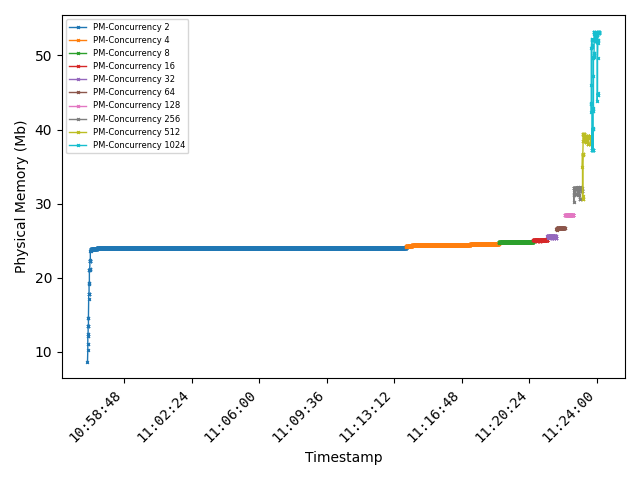 PM-Concurrency 2
PM-Concurrency 4
PM-Concurrency 8
PM-Concurrency 16
PM-Concurrency 32
PM-Concurrency 64
PM-Concurrency 128
PM-Concurrency 256
PM-Concurrency 512
PM-Concurrency 1024
Physical Memory (Mb)
50
40
30
20
10
10:58:48
11:02:24
11:06:00
11:09:36
11:13:12
11:16:48
11:20:24
11:24:00
Timestamp